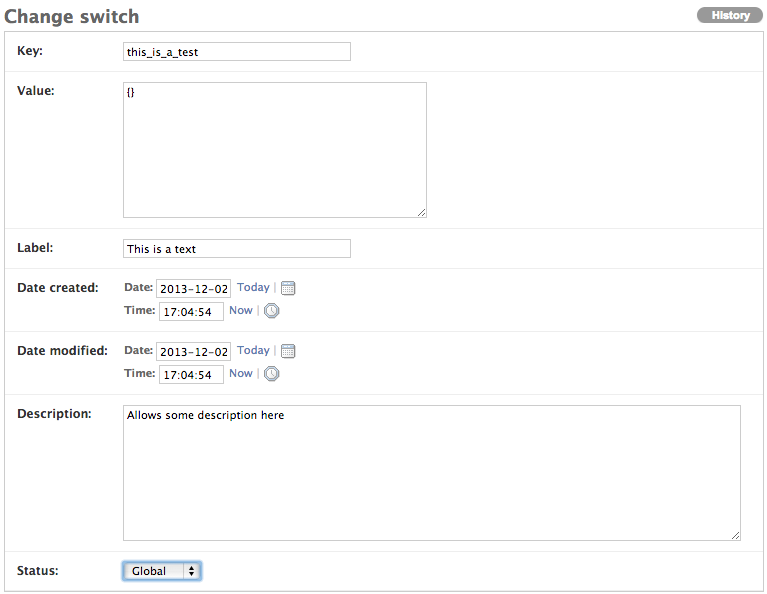 Change switch
History
Key: this_is_a_test
Value: {}
Label: This is a text
Date created: Date: 2013-12-02 Today |
Time: 17:04:54 Now |
Date modified: Date: 2013-12-02 Today |
Time: 17:04:54 Now |
Description: Allows some description here
Status: Global